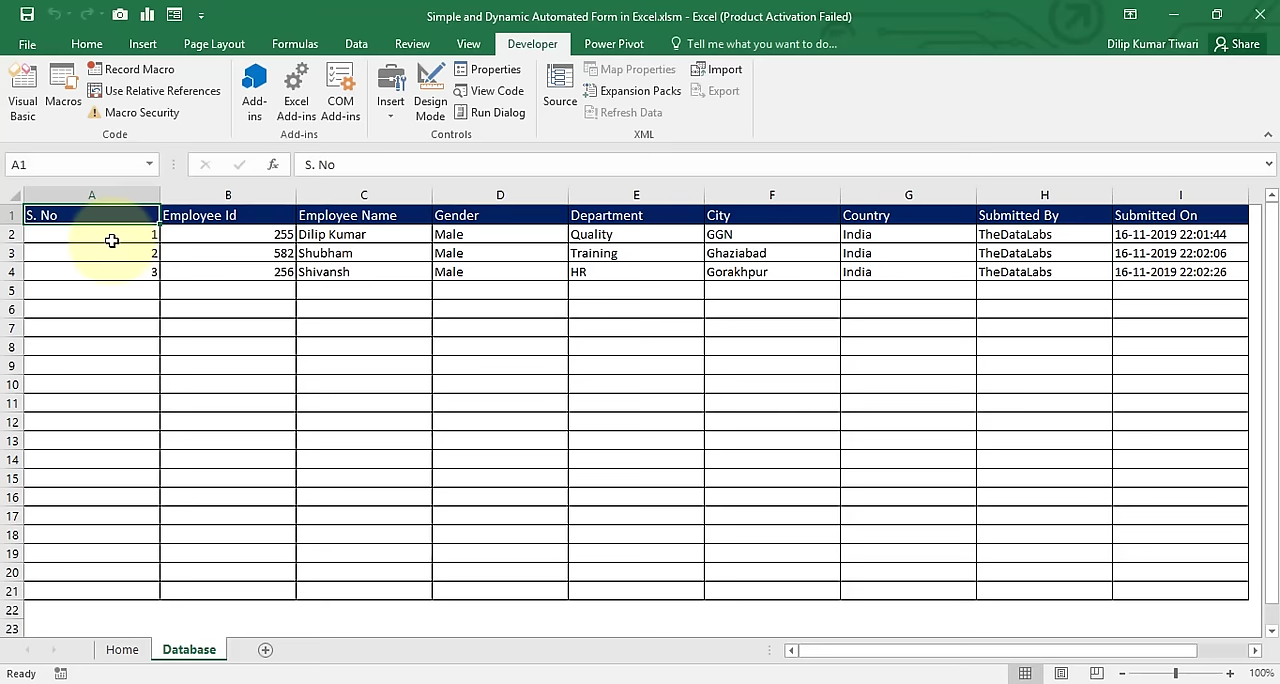 Simple and Dynamic Automated Form in Excel.xlsm - Excel (Product Activation Failed)
File Home Insert Page Layout Formulas Data Review View Developer Power Pivot Tell me what you want to do... Dilip Kumar Tiwari Share
Visual Basic
Macros
Record Macro
Use Relative References
Macro Security
Code
Add-ins
Excel Add-ins
COM Add-ins
Add-ins
Insert
Design Mode
Properties
View Code
Run Dialog
Controls
Source
Map Properties
Expansion Packs
Refresh Data
Import
Export
XML
A1 fx S. No
A B C D E F G H I
1 S. No Employee Id Employee Name Gender Department City Country Submitted By Submitted On
2 1 255 Dilip Kumar Male Quality GGN India TheDataLabs 16-11-2019 22:01:44
3 2 582 Shubham Male Training Ghaziabad India TheDataLabs 16-11-2019 22:02:06
4 3 256 Shivansh Male HR Gorakhpur India TheDataLabs 16-11-2019 22:02:26
5
6
7
8
9
10
11
12
13
14
15
16
17
18
19
20
21
22
23
Home Database
Ready 100%